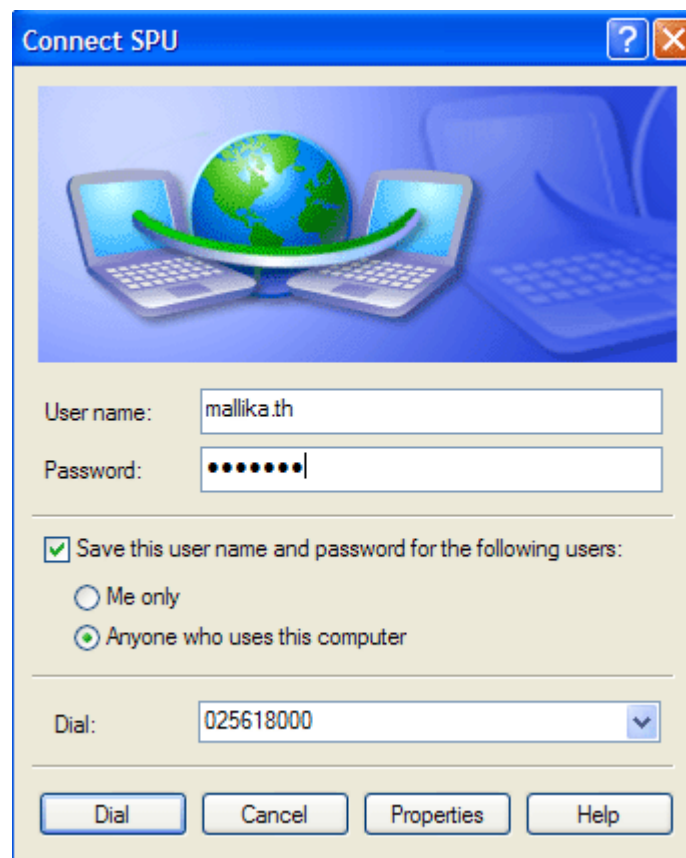 Connect SPU
User name: mallika.th
Password: •••••••
Save this user name and password for the following users:
Me only
Anyone who uses this computer
Dial: 025618000
Dial Cancel Properties Help